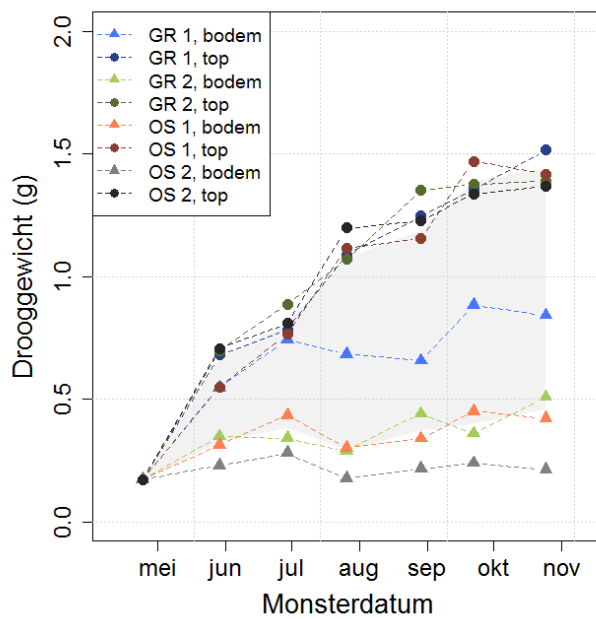 GR 1, bodem
GR 1, top
GR 2, bodem
GR 2, top
OS 1, bodem
OS 1, top
OS 2, bodem
OS 2, top
Drooggewicht (g)
2.0
1.5
1.0
0.5
0.0
mei jun jul aug sep okt nov
Monsterdatum